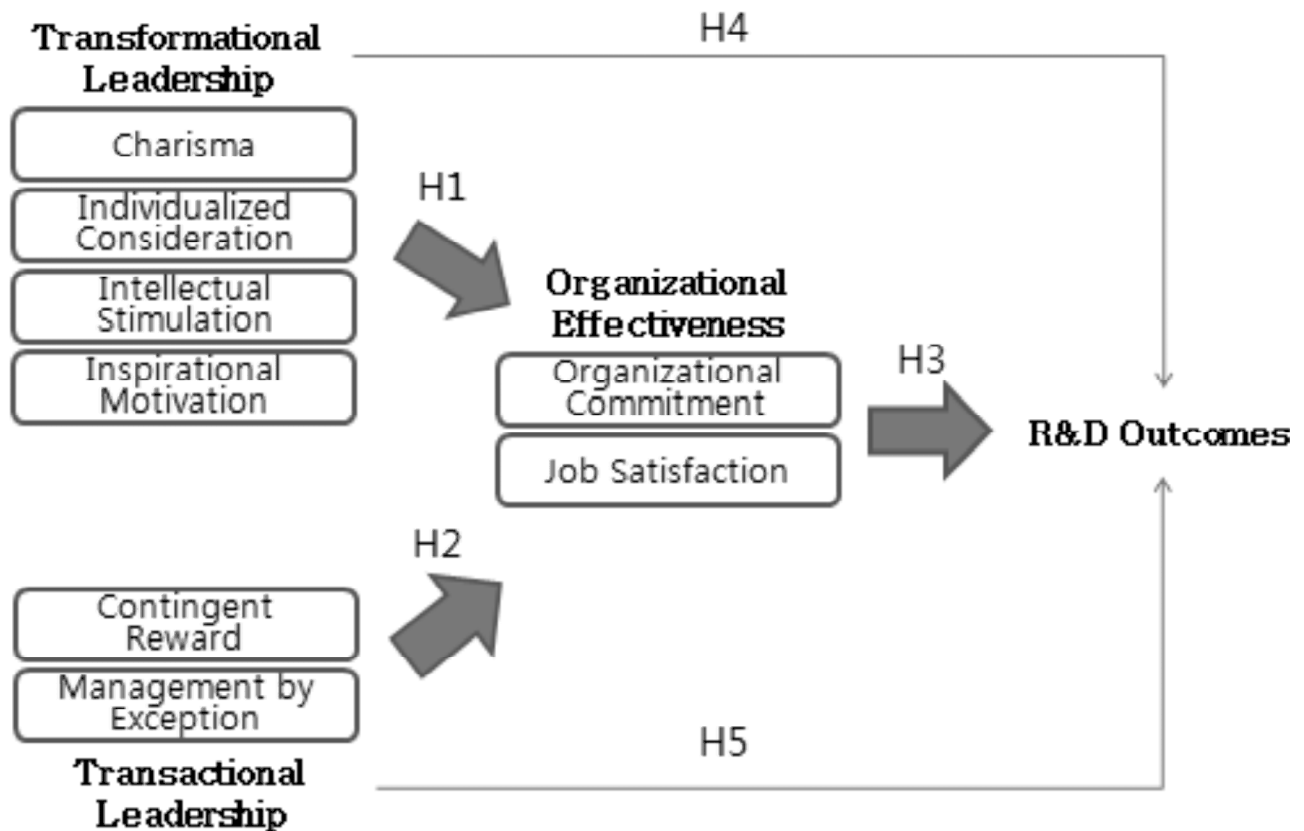 Transformational
Leadership
H4
Charisma
Individualized
Consideration
Intellectual
Stimulation
Inspirational
Motivation
H1
Organizational
Effectiveness
Organizational
Commitment
Job Satisfaction
H3
R&D Outcomes
H2
Contingent
Reward
Management by
Exception
Transactional
Leadership
H5